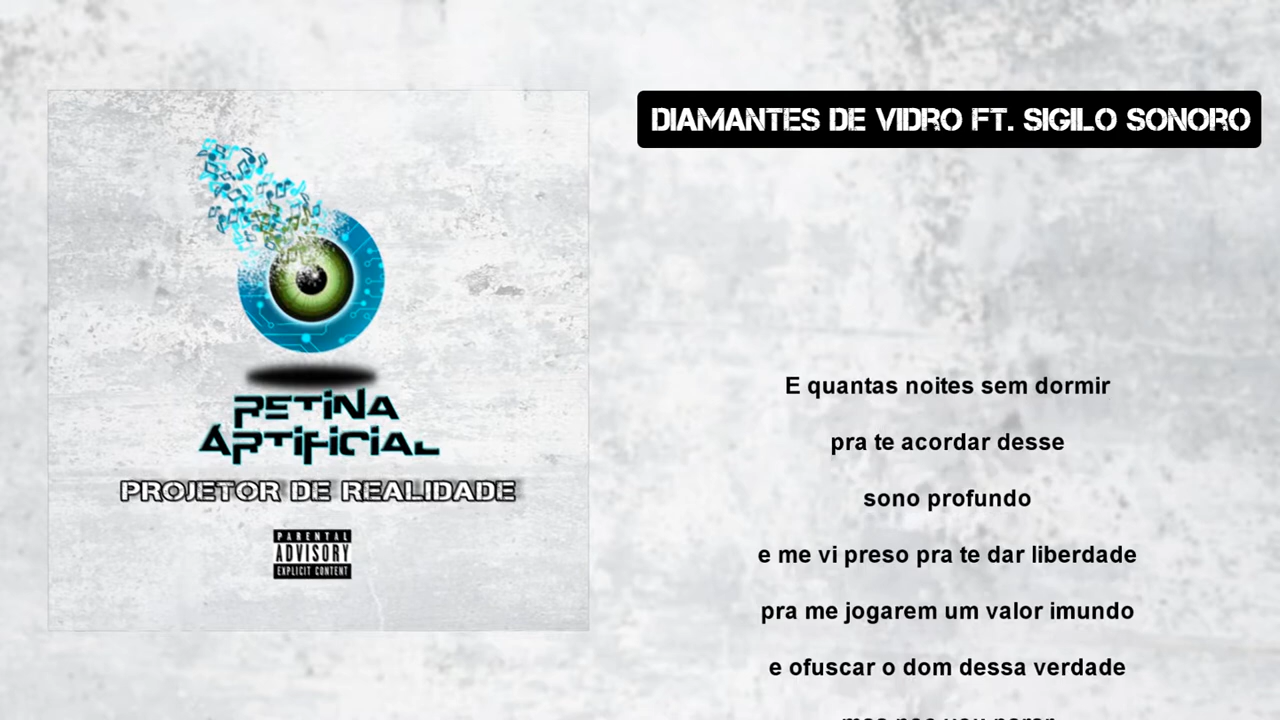 DIAMANTES DE VIDRO FT. SIGILO SONORO
RETINA
ARTIFICIAL
PROJETOR DE REALIDADE
PARENTAL
ADVISORY
EXPLICIT CONTENT
E quantas noites sem dormir
pra te acordar desse
sono profundo
e me vi preso pra te dar liberdade
pra me jogarem um valor imundo
e ofuscar o dom dessa verdade